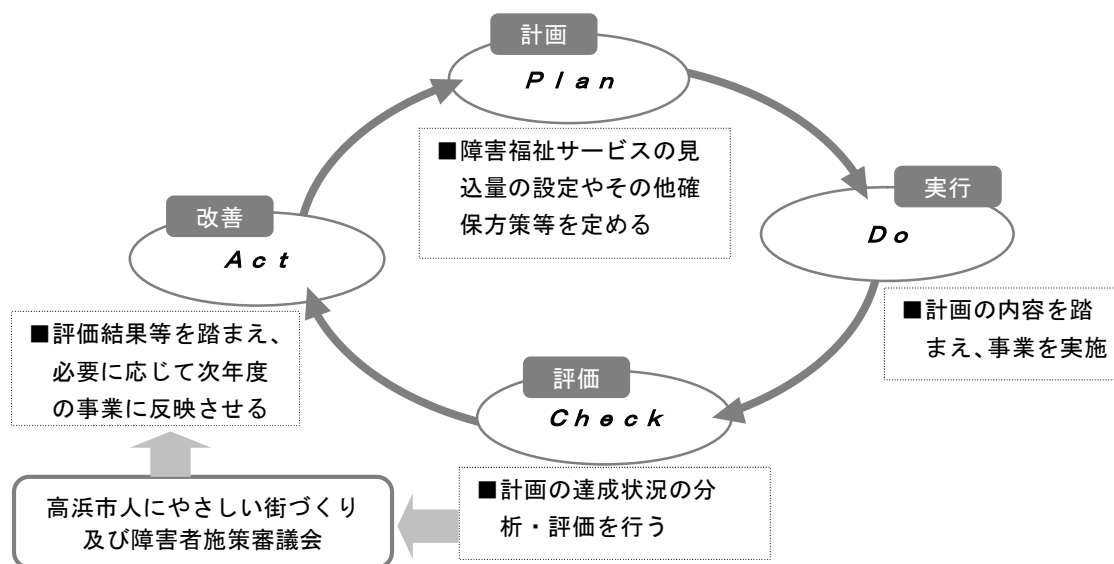 計画
Plan
■障害福祉サービスの見
込量の設定やその他確
保方策等を定める
実行
Do
■計画の内容を踏
まえ、事業を実施
評価
Check
■計画の達成状況の分
析・評価を行う
改善
Act
■評価結果等を踏まえ、
必要に応じて次年度
の事業に反映させる
高浜市人にやさしい街づくり
及び障害者施策審議会